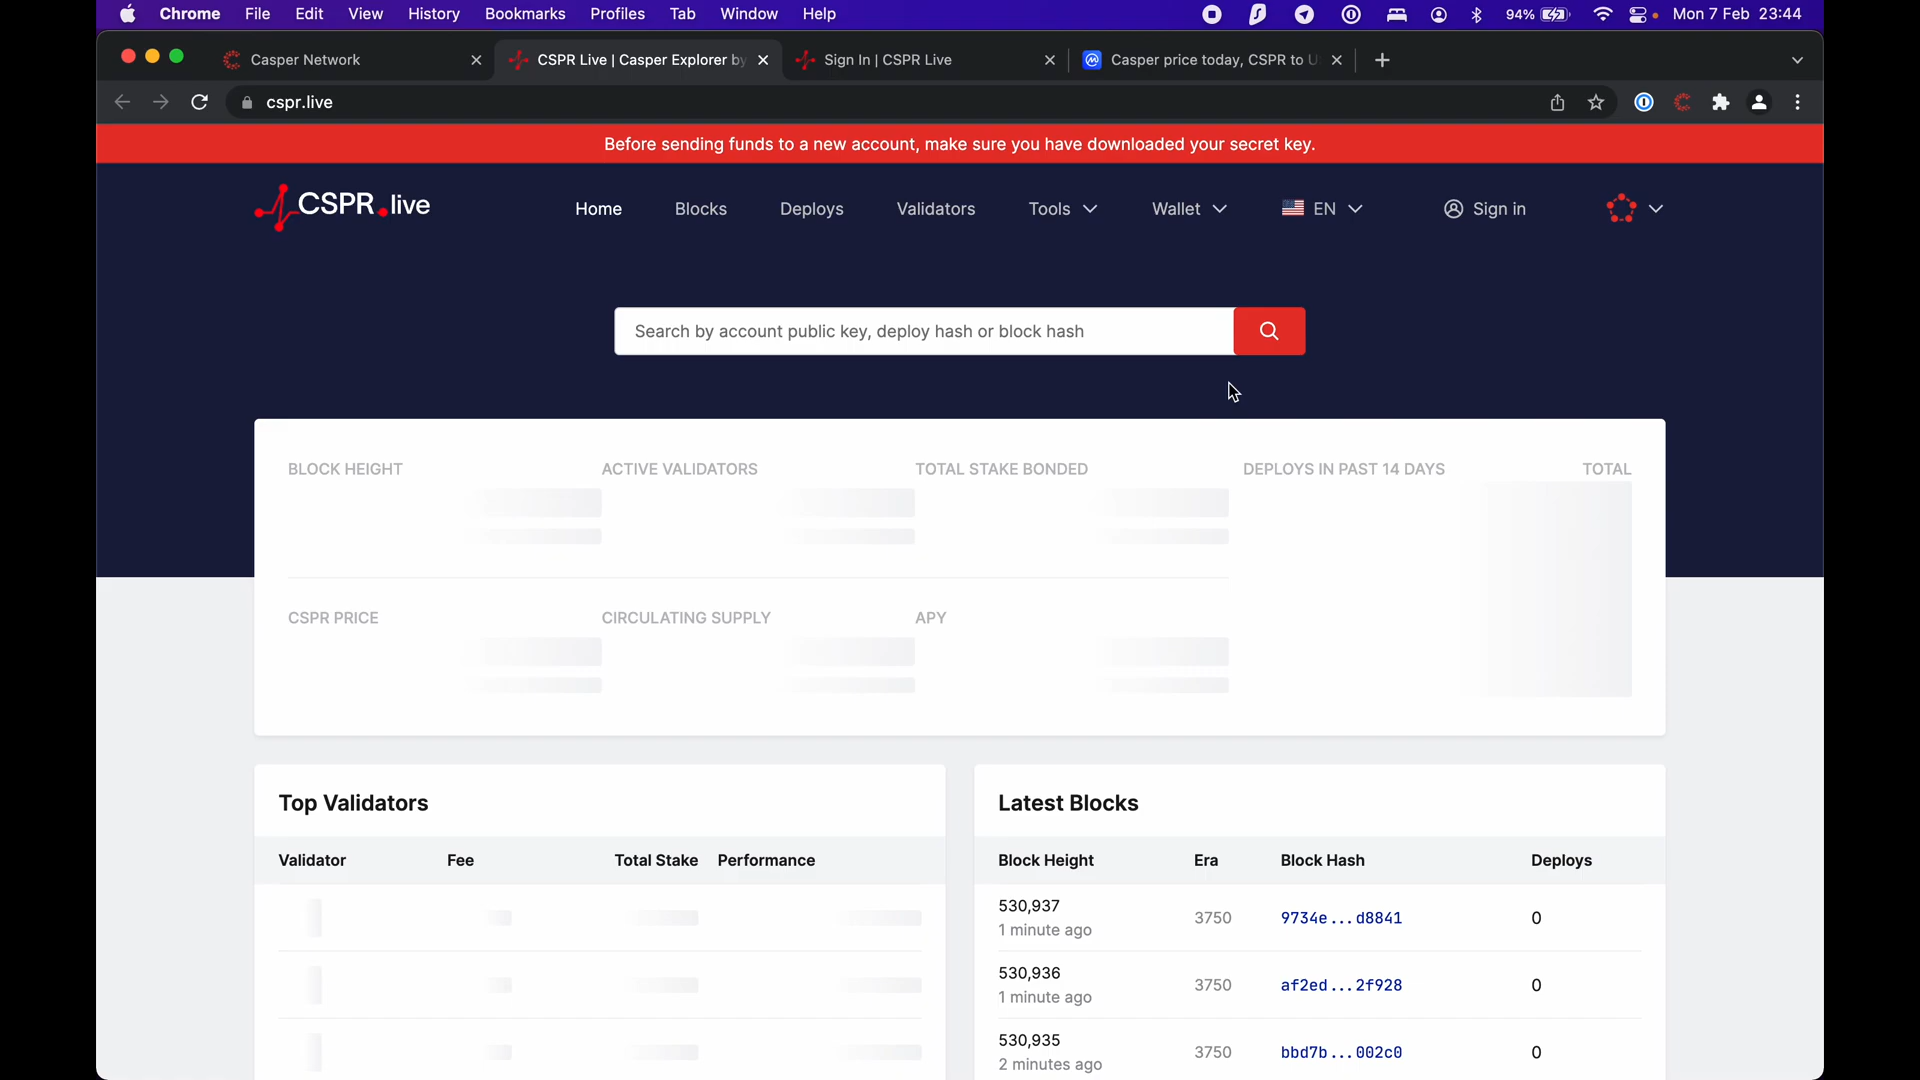 Chrome File Edit View History Bookmarks Profiles Tab Window Help 94% Mon 7 Feb 23:44
Casper Network CSPR Live | Casper Explorer by Sign In | CSPR Live Casper price today, CSPR to U
cspr.live
Before sending funds to a new account, make sure you have downloaded your secret key.
CSPR.live Home Blocks Deploys Validators Tools Wallet EN Sign in
Search by account public key, deploy hash or block hash
BLOCK HEIGHT ACTIVE VALIDATORS TOTAL STAKE BONDED DEPLOYS IN PAST 14 DAYS TOTAL
CSPR PRICE CIRCULATING SUPPLY APY
Top Validators
Validator Fee Total Stake Performance
Latest Blocks
Block Height Era Block Hash Deploys
530,937
1 minute ago 3750 9734e...d8841 0
530,936
1 minute ago 3750 af2ed...2f928 0
530,935
2 minutes ago 3750 bbd7b...002c0 0